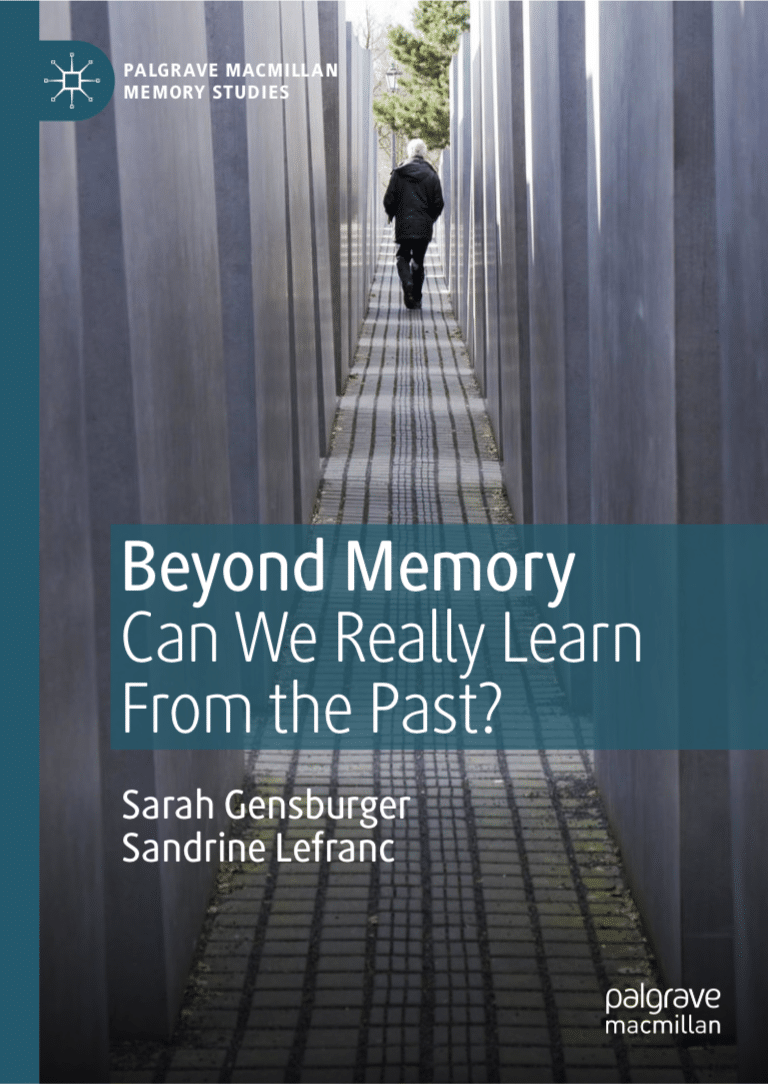 PALGRAVE MACMILLAN
MEMORY STUDIES
Beyond Memory
Can We Really Learn
From the Past?
Sarah Gensburger
Sandrine Lefranc
palgrave
macmillan